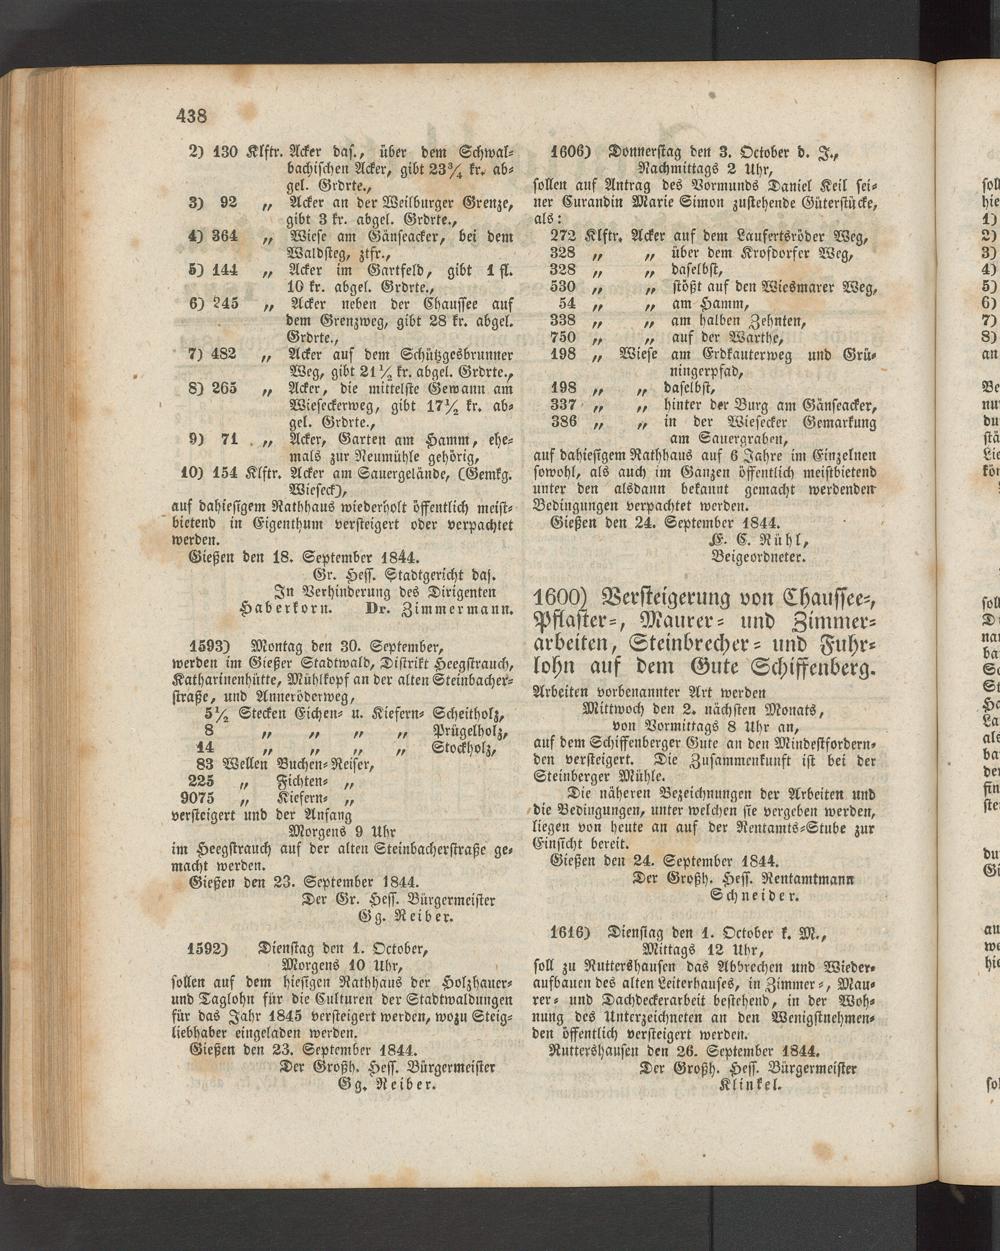 438
2) 130 Klftr. Acker das., über dem Schwal-
bachischen Acker, gibt 23¾ kr. ab-
gel. Grdrte.,
3) 92 „ Acker an der Weilburger Grenze,
gibt 3 kr. abgel. Grdrte.,
4) 364 „ Wiese am Gänseacker, bei dem
Waldsteg, ztfr.,
5) 144 „ Acker im Gartfeld, gibt 1 fl.
10 kr. abgel. Grdrte.,
6) 245 „ Acker neben der Chaussee auf
dem Grenzweg, gibt 28 kr. abgel.
Grdrte.,
7) 482 „ Acker auf dem Schützgesbrunner
Weg, gibt 21½ kr. abgel. Grdrte.,
8) 265 „ Acker, die mittelste Gewann am
Wieseckerweg, gibt 17½ kr. ab-
gel. Grdrte.,
9) 71 „ Acker, Garten am Hamm, ehe-
mals zur Neumühle gehörig,
10) 154 Klftr. Acker am Sauergelände, (Gemkg.
Wieseck),
auf dahiesigem Rathhaus wiederholt öffentlich meist-
bietend in Eigenthum versteigert oder verpachtet
werden.
Gießen den 18. September 1844.
Gr. Hess. Stadtgericht das.
In Verhinderung des Dirigenten
Haberkorn. Dr. Zimmermann.
1593) Montag den 30. September,
werden im Gießer Stadtwald, Distrikt Heegstrauch,
Katharinenhütte, Mühlkopf an der alten Steinbacher-
straße, und Anneröderweg,
5½ Stecken Eichen- u. Kiefern- Scheitholz,
8 „ „ „ „ Prügelholz,
14 „ „ „ „ Stockholz,
83 Wellen Buchen-Reiser,
225 „ Fichten- „
9075 „ Kiefern- „
versteigert und der Anfang
Morgens 9 Uhr
im Heegstrauch auf der alten Steinbacherstraße ge-
macht werden.
Gießen den 23. September 1844.
Der Gr. Hess. Bürgermeister
Gg. Reiber.
1592) Dienstag den 1. October,
Morgens 10 Uhr,
sollen auf dem hiesigen Rathhaus der Holzhauer-
und Taglohn für die Culturen der Stadtwaldungen
für das Jahr 1845 versteigert werden, wozu Steig-
liebhaber eingeladen werden.
Gießen den 23. September 1844.
Der Großh. Hess. Bürgermeister
Gg. Reiber.
1606) Donnerstag den 3. October d. J.,
Nachmittags 2 Uhr,
sollen auf Antrag des Vormunds Daniel Keil sei-
ner Curandin Marie Simon zustehende Güterstücke,
als:
272 Klftr. Acker auf dem Laufertsröder Weg,
328 „ „ über dem Krofdorfer Weg,
328 „ „ daselbst,
530 „ „ stößt auf den Wiesmarer Weg,
54 „ „ am Hamm,
338 „ „ am halben Zehnten,
750 „ „ auf der Warthe,
198 „ Wiese am Erdkauterweg und Grü-
ningerpfad,
198 „ „ daselbst,
337 „ „ hinter der Burg am Gänseacker,
386 „ „ in der Wiesecker Gemarkung
am Sauergraben,
auf dahiesigem Rathhaus auf 6 Jahre im Einzelnen
sowohl, als auch im Ganzen öffentlich meistbietend
unter den alsdann bekannt gemacht werdenden
Bedingungen verpachtet werden.
Gießen den 24. September 1844.
F. C. Rühl,
Beigeordneter.
1600) Versteigerung von Chaussee-,
Pflaster-, Maurer- und Zimmer-
arbeiten, Steinbrecher- und Fuhr-
lohn auf dem Gute Schiffenberg.
Arbeiten vorbenannter Art werden
Mittwoch den 2. nächsten Monats,
von Vormittags 8 Uhr an,
auf dem Schiffenberger Gute an den Mindestfordern-
den versteigert. Die Zusammenkunft ist bei der
Steinberger Mühle.
Die näheren Bezeichnungen der Arbeiten und
die Bedingungen, unter welchen sie vergeben werden,
liegen von heute an auf der Rentamts-Stube zur
Einsicht bereit.
Gießen den 24. September 1844.
Der Großh. Hess. Rentamtmann
Schneider.
1616) Dienstag den 1. October k. M.,
Mittags 12 Uhr,
soll zu Ruttershausen das Abbrechen und Wieder-
aufbauen des alten Leiterhauses, in Zimmer-, Mau-
rer- und Dachdeckerarbeit bestehend, in der Woh-
nung des Unterzeichneten an den Wenigstnehmen-
den öffentlich versteigert werden.
Ruttershausen den 26. September 1844.
Der Großh. Hess. Bürgermeister
Klinkel.